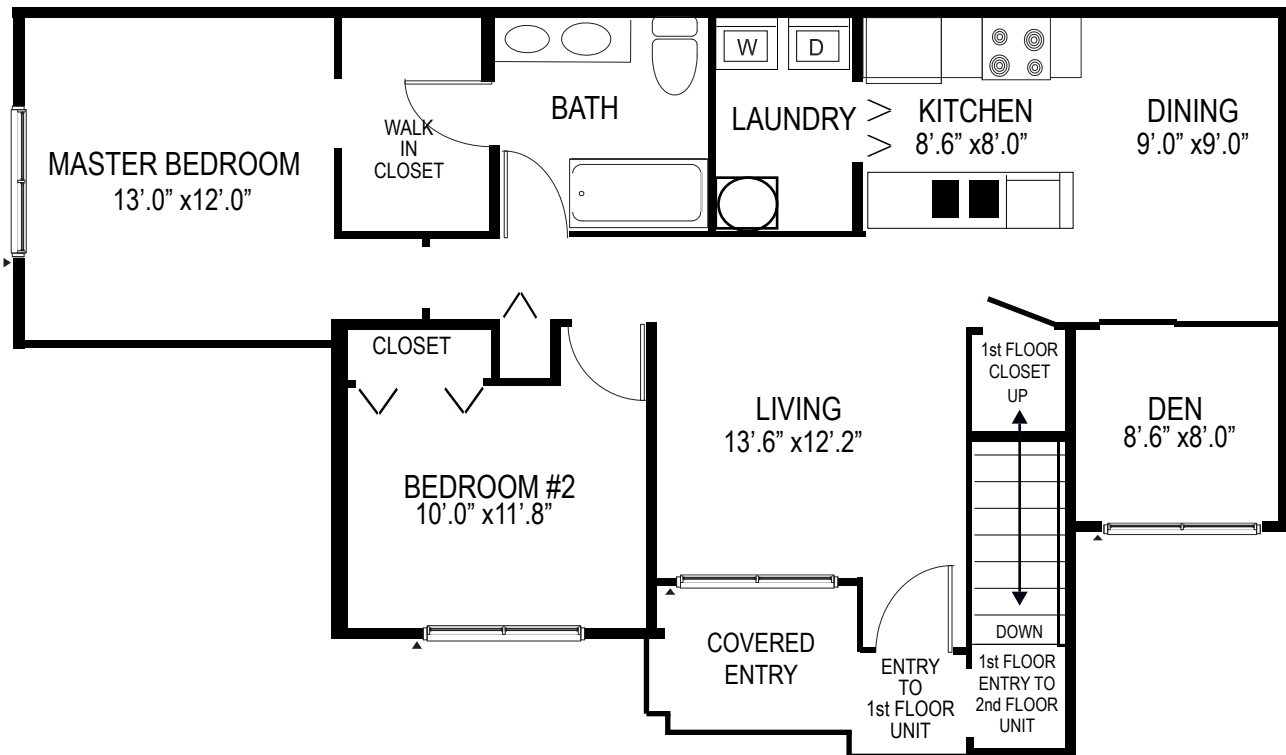 W
D
BATH
LAUNDRY
KITCHEN
8'.6" x8'.0"
DINING
9'.0" x9'.0"
WALK
IN
CLOSET
MASTER BEDROOM
13'.0" x12'.0"
CLOSET
1st FLOOR
CLOSET
UP
LIVING
13'.6" x12'.2"
DEN
8'.6" x8'.0"
BEDROOM #2
10'.0" x11'.8"
DOWN
COVERED
ENTRY
ENTRY
TO
1st FLOOR
UNIT
1st FLOOR
ENTRY TO
2nd FLOOR
UNIT